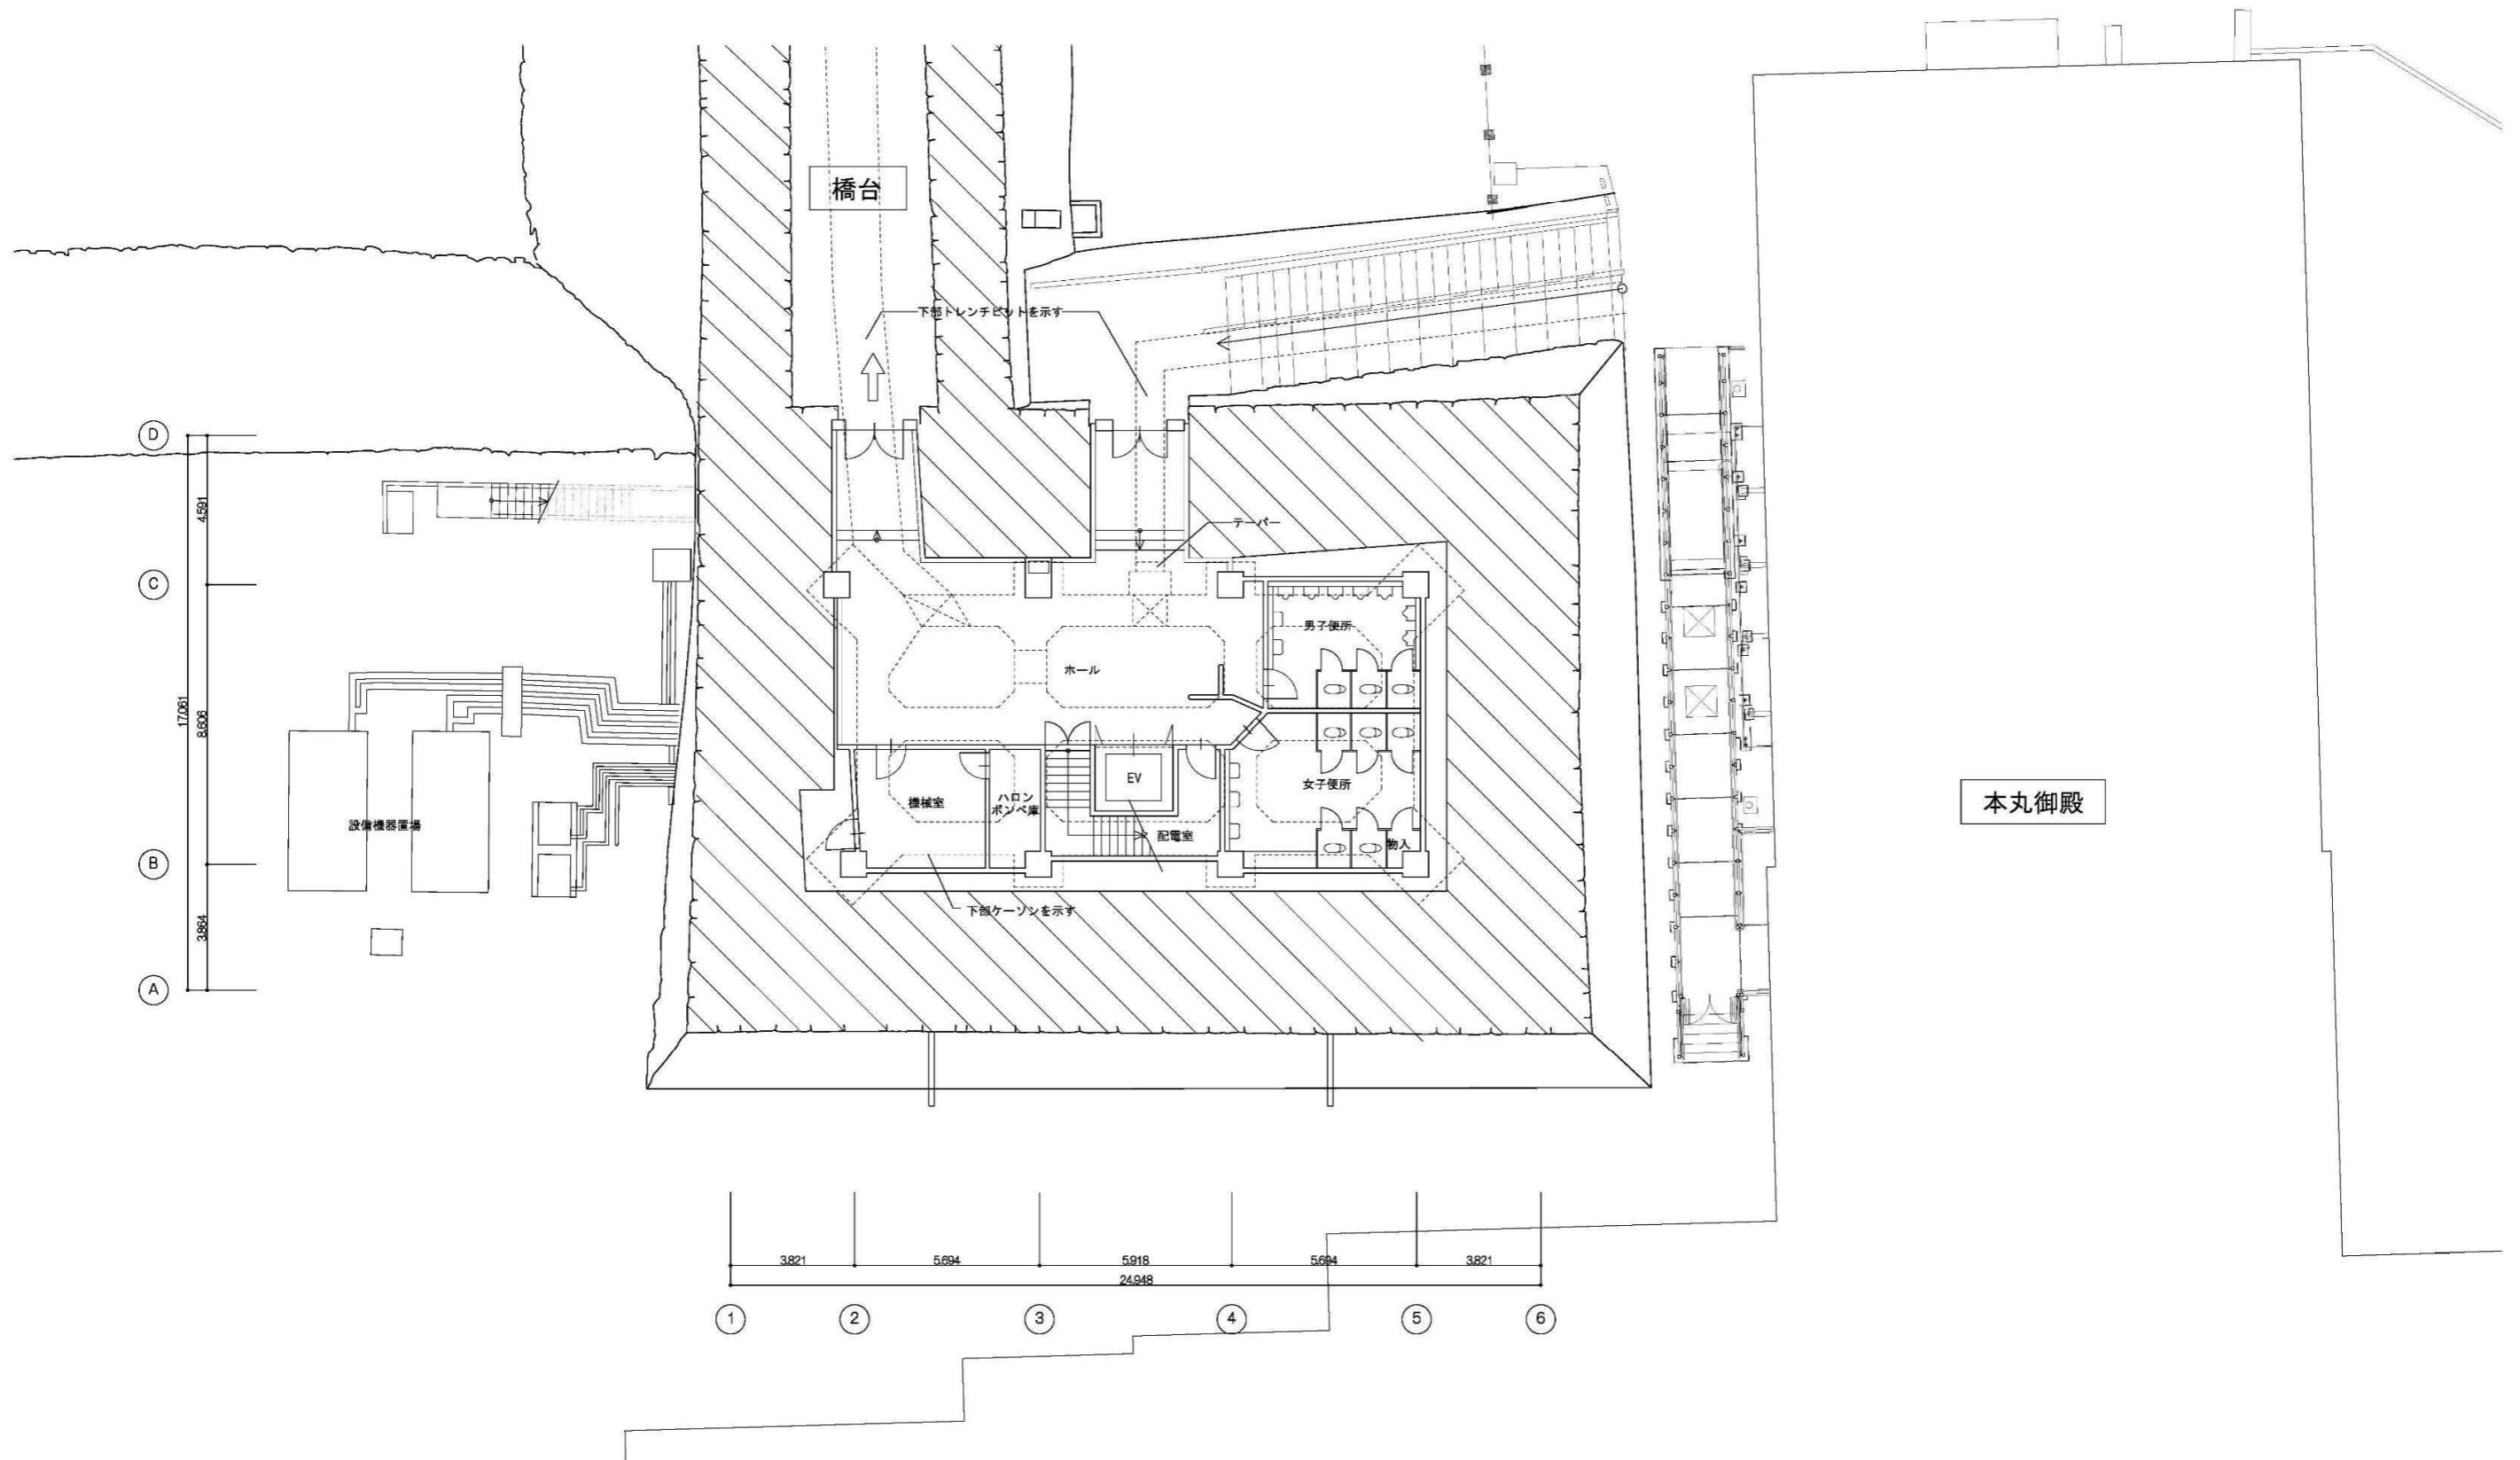 橋台
下部トレンチピットを示す
D
4.591
テーパー
C
男子便所
ホール
17.061
8.606
EV
女子便所
機械室
ハロン
ボンベ庫
本丸御殿
設備機器置場
配電室
物入
B
下部ケーソンを示す
3.864
A
3.821
5.694
5.918
5.694
3.821
24.948
1
2
3
4
5
6